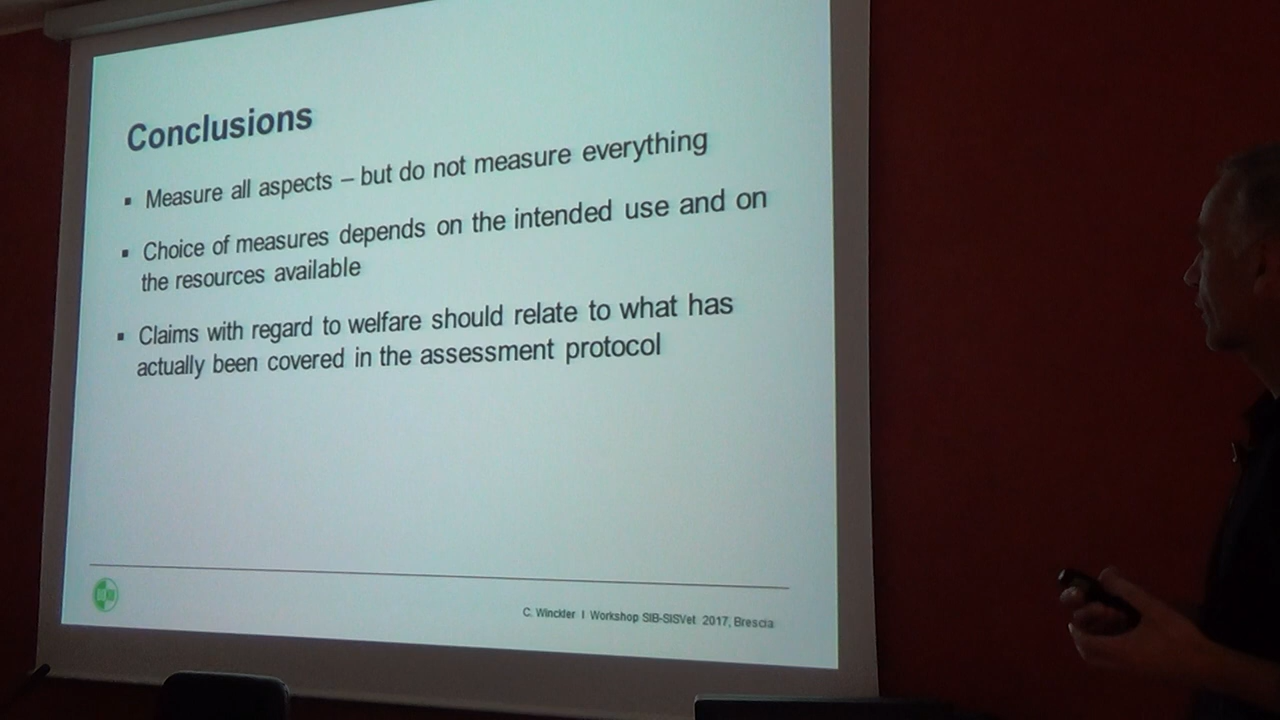 Conclusions
▪ Measure all aspects – but do not measure everything
▪ Choice of measures depends on the intended use and on
the resources available
▪ Claims with regard to welfare should relate to what has
actually been covered in the assessment protocol
C. Winckler I Workshop SIB-SISVet 2017, Brescia